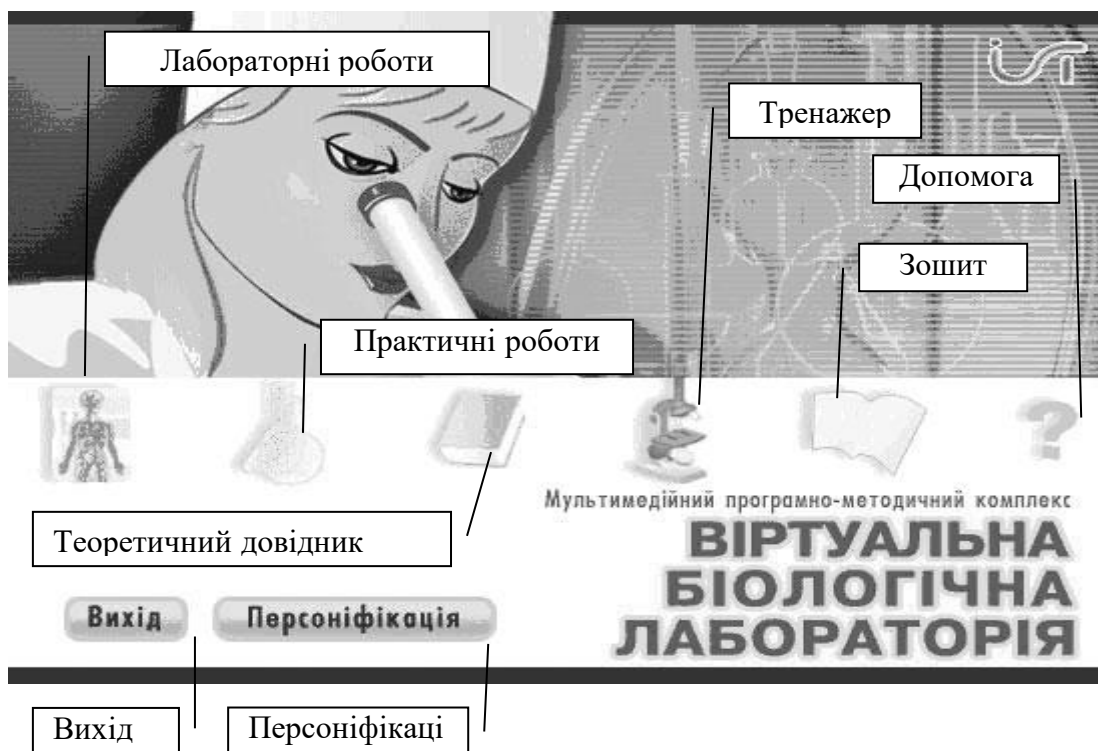 Лабораторні роботи
Тренажер
Допомога
Зошит
Практичні роботи
Мультимедійний програмно-методичний комплекс
Теоретичний довідник
ВІРТУАЛЬНА
БІОЛОГІЧНА
ЛАБОРАТОРІЯ
Вихід
Персоніфікація
Вихід
Персоніфікаці